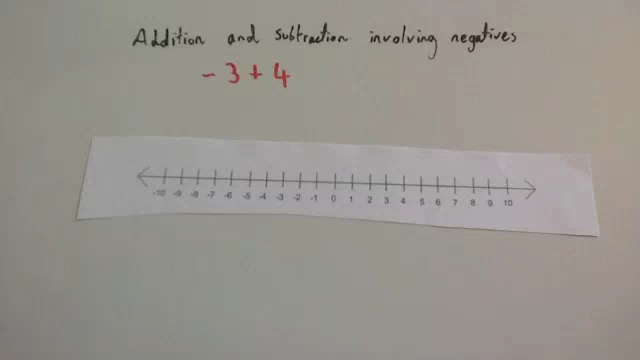 Addition and subtraction involving negatives
- 3 + 4
-10 -9 -8 -7 -6 -5 -4 -3 -2 -1 0 1 2 3 4 5 6 7 8 9 10